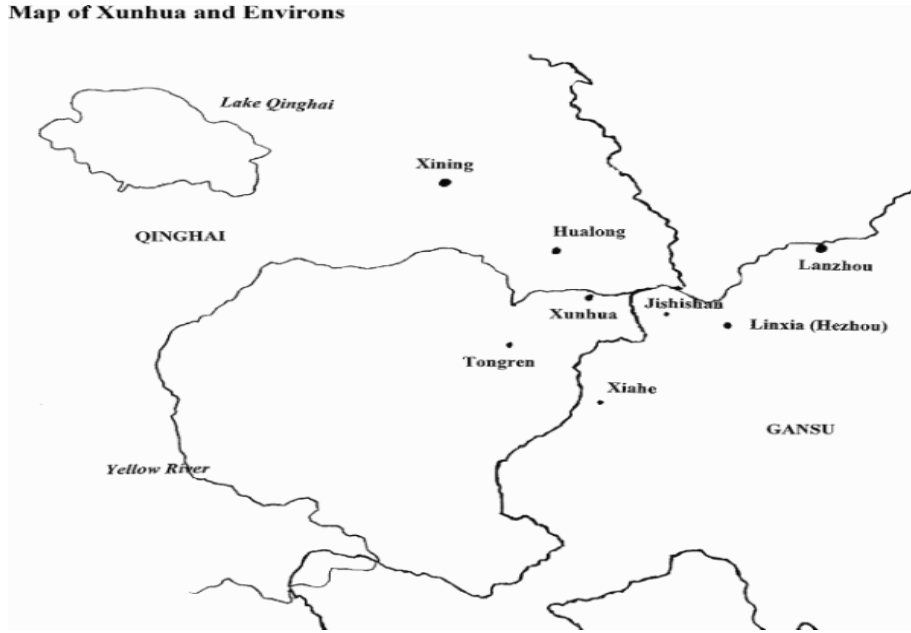 Map of Xunhua and Environs
Lake Qinghai
Xining
QINGHAI
Hualong
Lanzhou
Jishishan
Xunhua
Linxia (Hezhou)
Tongren
Xiahe
GANSU
Yellow River